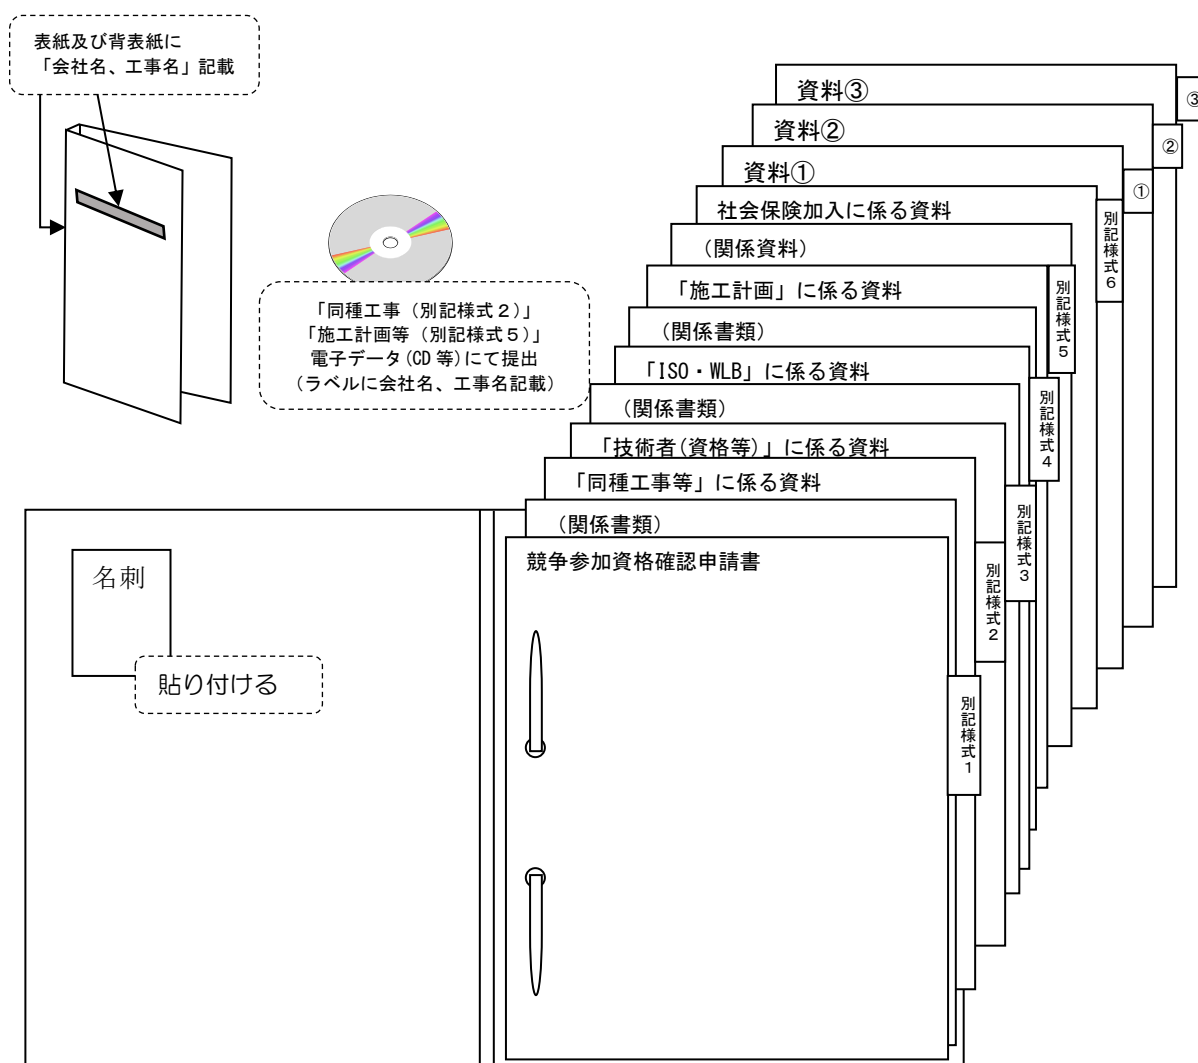 表紙及び背表紙に
「会社名、工事名」記載
「同種工事（別記様式２）」
「施工計画等（別記様式５）」
電子データ(CD 等)にて提出
（ラベルに会社名、工事名記載）
資料③
③
資料②
②
資料①
①
社会保険加入に係る資料
別記様式６
（関係資料）
「施工計画」に係る資料
別記様式５
（関係書類）
「ISO・WLB」に係る資料
別記様式４
（関係書類）
「技術者(資格等)」に係る資料
別記様式３
「同種工事等」に係る資料
別記様式２
（関係書類）
競争参加資格確認申請書
別記様式１
名刺
貼り付ける